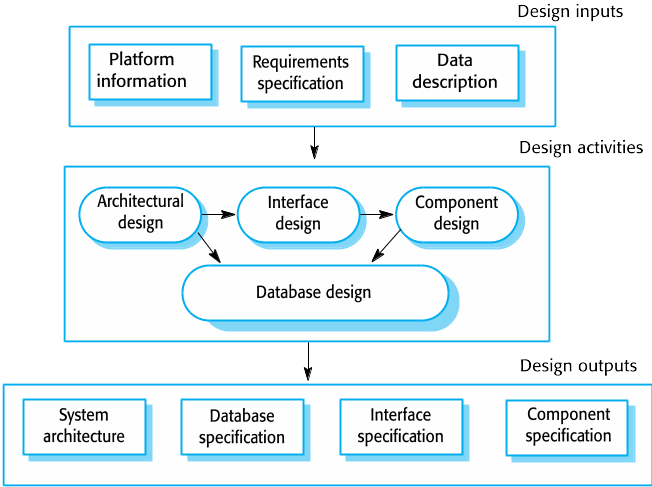 Design inputs
Platform
information
Requirements
specification
Data
description
Design activities
Architectural
design
Interface
design
Component
design
Database design
Design outputs
System
architecture
Database
specification
Interface
specification
Component
specification